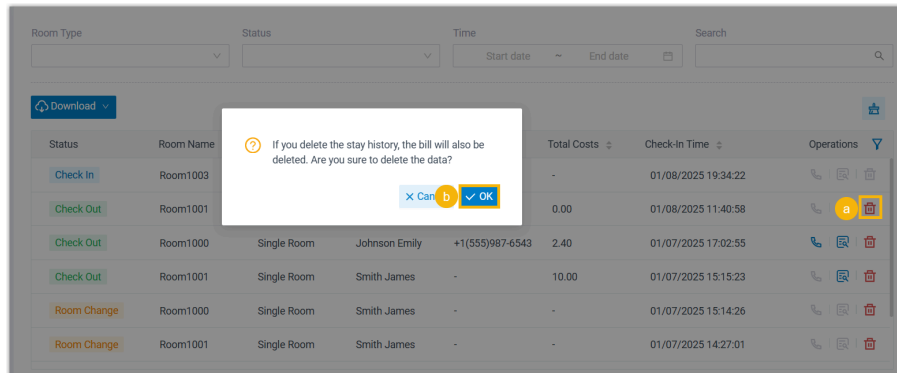 Room Type Status Time Search
Start date ~ End date
Download
If you delete the stay history, the bill will also be
deleted. Are you sure to delete the data?
Can b OK
Status Room Name Total Costs Check-In Time Operations
Check In Room1003 - 01/08/2025 19:34:22
Check Out Room1001 0.00 01/08/2025 11:40:58 a
Check Out Room1000 Single Room Johnson Emily +1(555)987-6543 2.40 01/07/2025 17:02:55
Check Out Room1001 Single Room Smith James - 10.00 01/07/2025 15:15:23
Room Change Room1000 Single Room Smith James - - 01/07/2025 15:14:26
Room Change Room1001 Single Room Smith James - - 01/07/2025 14:27:01